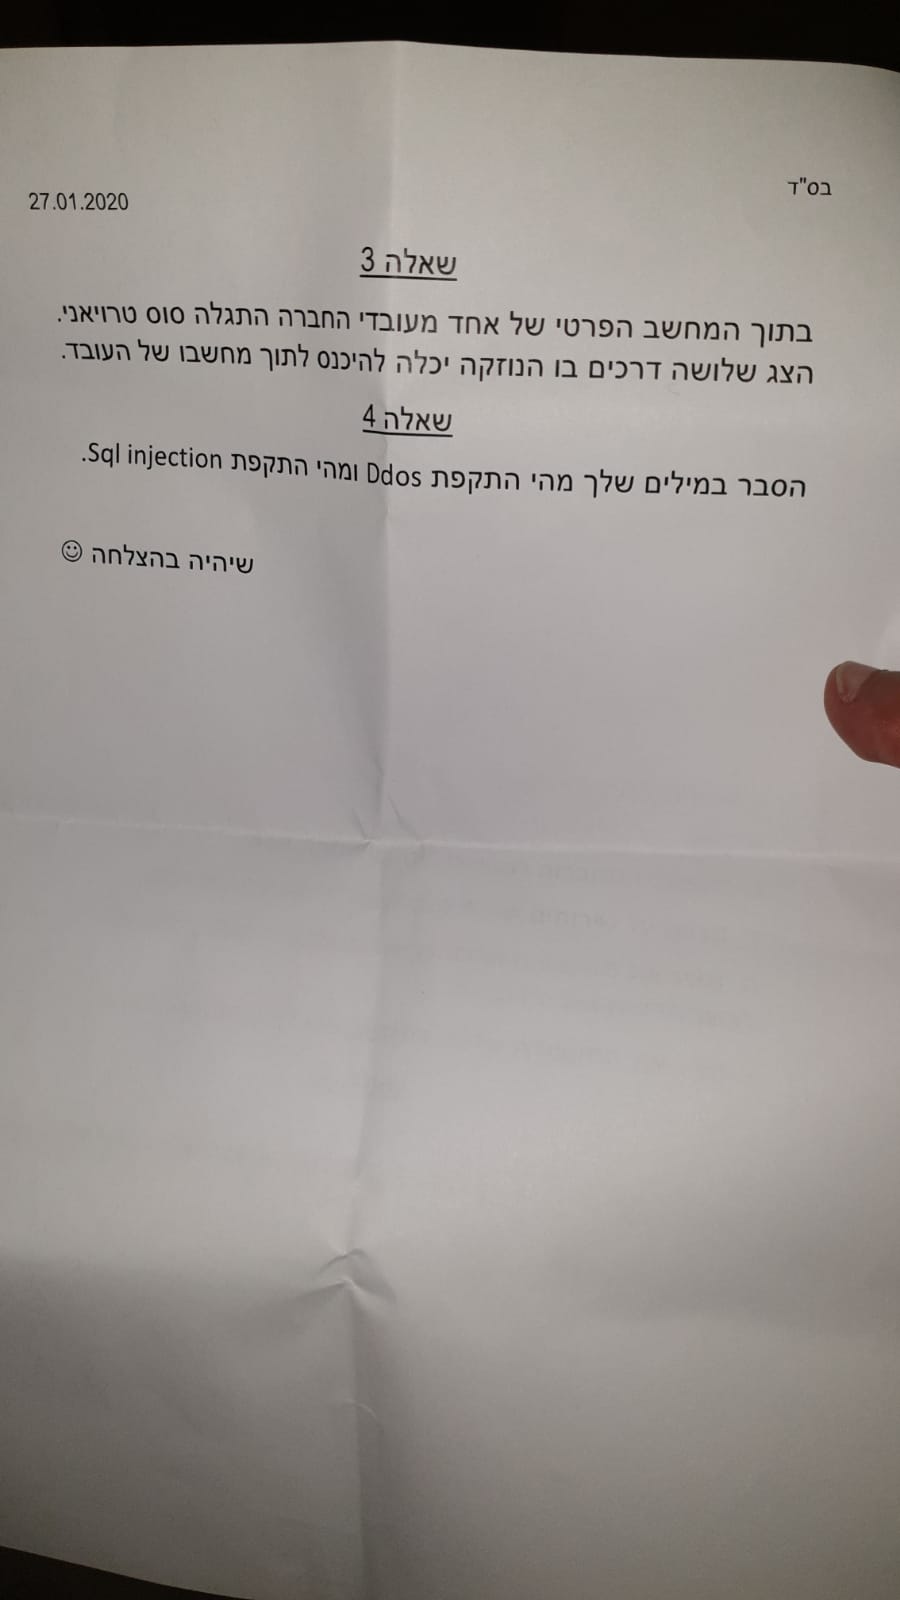 בס"ד
27.01.2020
שאלה 3
בתוך המחשב הפרטי של אחד מעובדי החברה התגלה סוס טרויאני.
הצג שלושה דרכים בו הנוזקה יכלה להיכנס לתוך מחשבו של העובד.
שאלה 4
הסבר במילים שלך מהי התקפת Ddos ומהי התקפת Sql injection.
שיהיה בהצלחה ☺